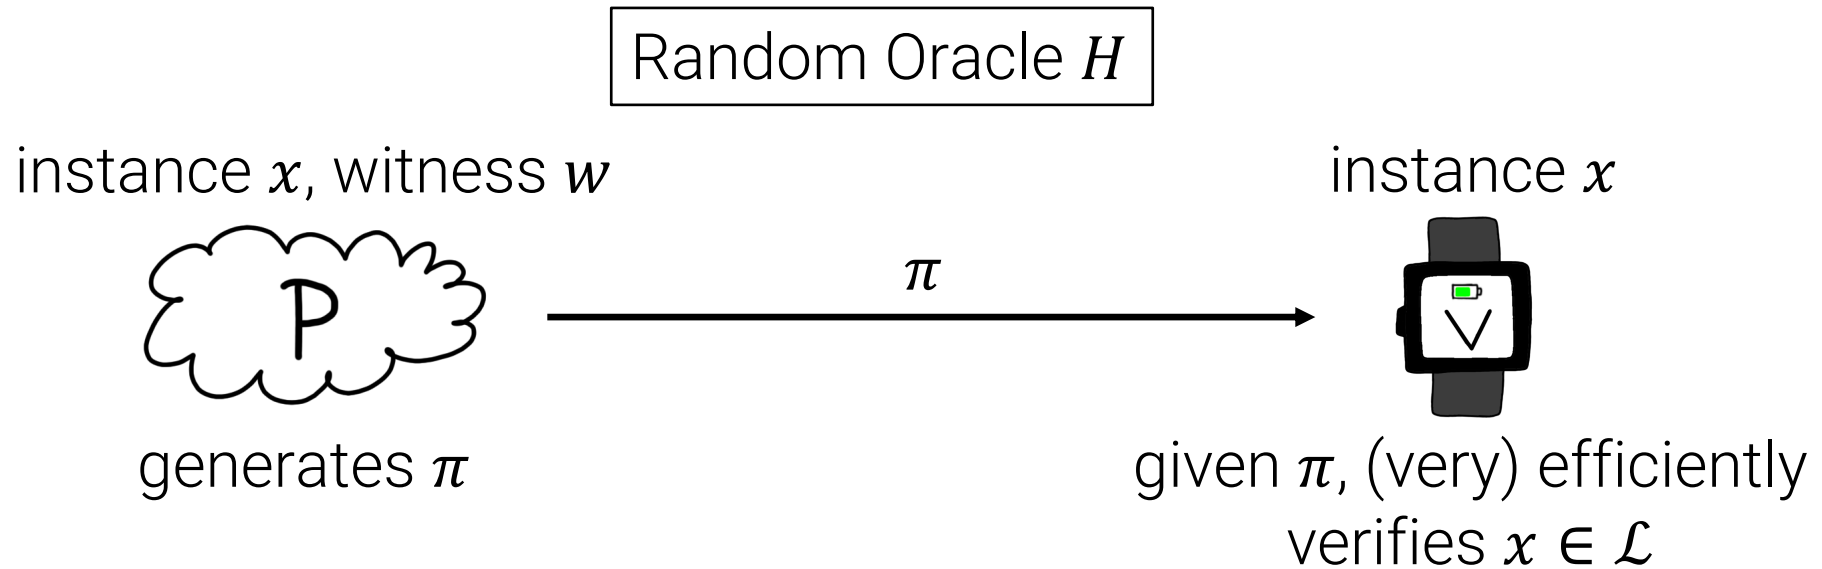 Random Oracle H
instance x, witness w
instance x
P
π
V
generates π
given π, (very) efficiently
verifies x ∈ ℒ